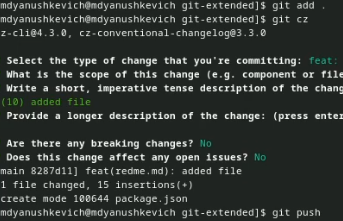 mdyanushkevich@mdyanushkevich git-extended]$ git add .
mdyanushkevich@mdyanushkevich git-extended]$ git cz
z-cli@4.3.0, cz-conventional-changelog@3.3.0
Select the type of change that you're committing: feat:
What is the scope of this change (e.g. component or file
Write a short, imperative tense description of the chang
(10) added file
Provide a longer description of the change: (press enter
Are there any breaking changes? No
Does this change affect any open issues? No
main 8287d11] feat(redme.md): added file
1 file changed, 15 insertions(+)
create mode 100644 package.json
mdyanushkevich@mdyanushkevich git-extended]$ git push